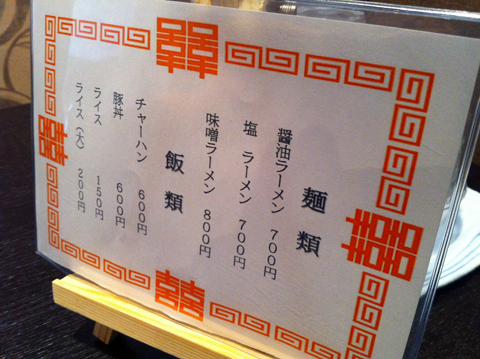 麺類
醤油ラーメン 700円
塩 ラーメン 700円
味噌ラーメン 800円
飯類
チャーハン 600円
豚丼 600円
ライス 150円
ライス（大） 200円